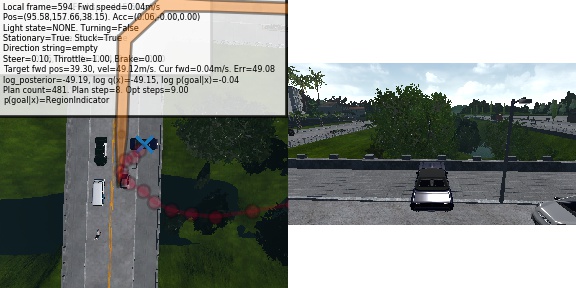 Local frame=594. Fwd speed=0.04m/s
Pos=(95.58,157.66,38.15). Acc=(0.06,-0.00,0.00)
Light state=NONE. Turning=False
Stationary=True. Stuck=True
Direction string=empty
Steer=0.10, Throttle=1.00, Brake=0.00
Target fwd pos=39.30, vel=49.12m/s. Cur fwd=0.04m/s. Err=49.08
log_posterior=-49.19, log q(x)=-49.15, log p(goal|x)=-0.04
Plan count=481. Plan step=8. Opt steps=9.00
p(goal|x)=RegionIndicator